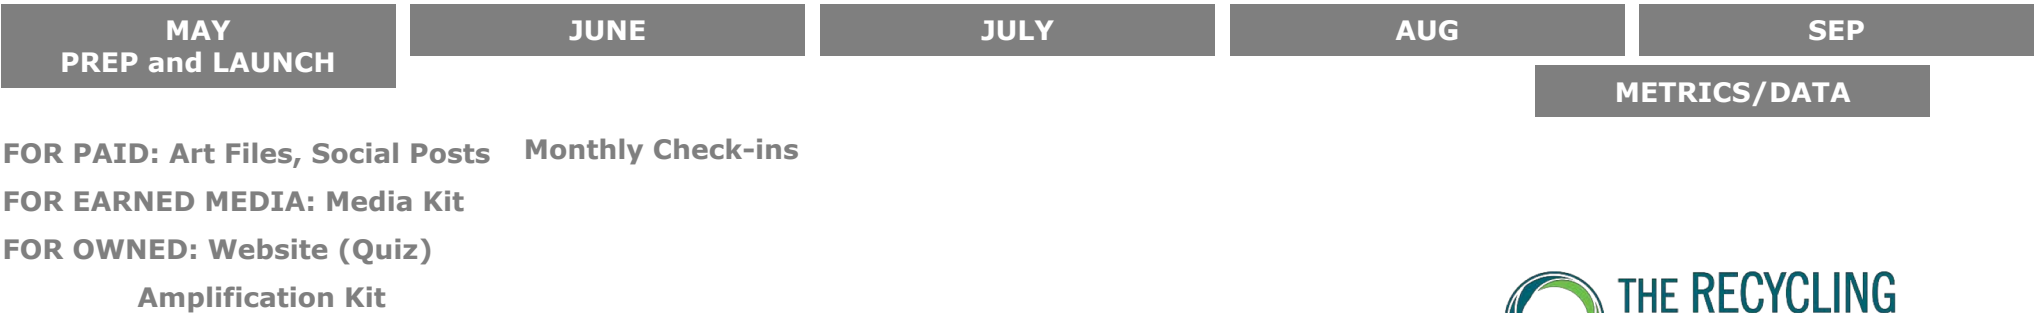 MAY
PREP and LAUNCH
JUNE
JULY
AUG
SEP
METRICS/DATA
FOR PAID: Art Files, Social Posts
Monthly Check-ins
FOR EARNED MEDIA: Media Kit
FOR OWNED: Website (Quiz)
Amplification Kit
THE RECYCLING